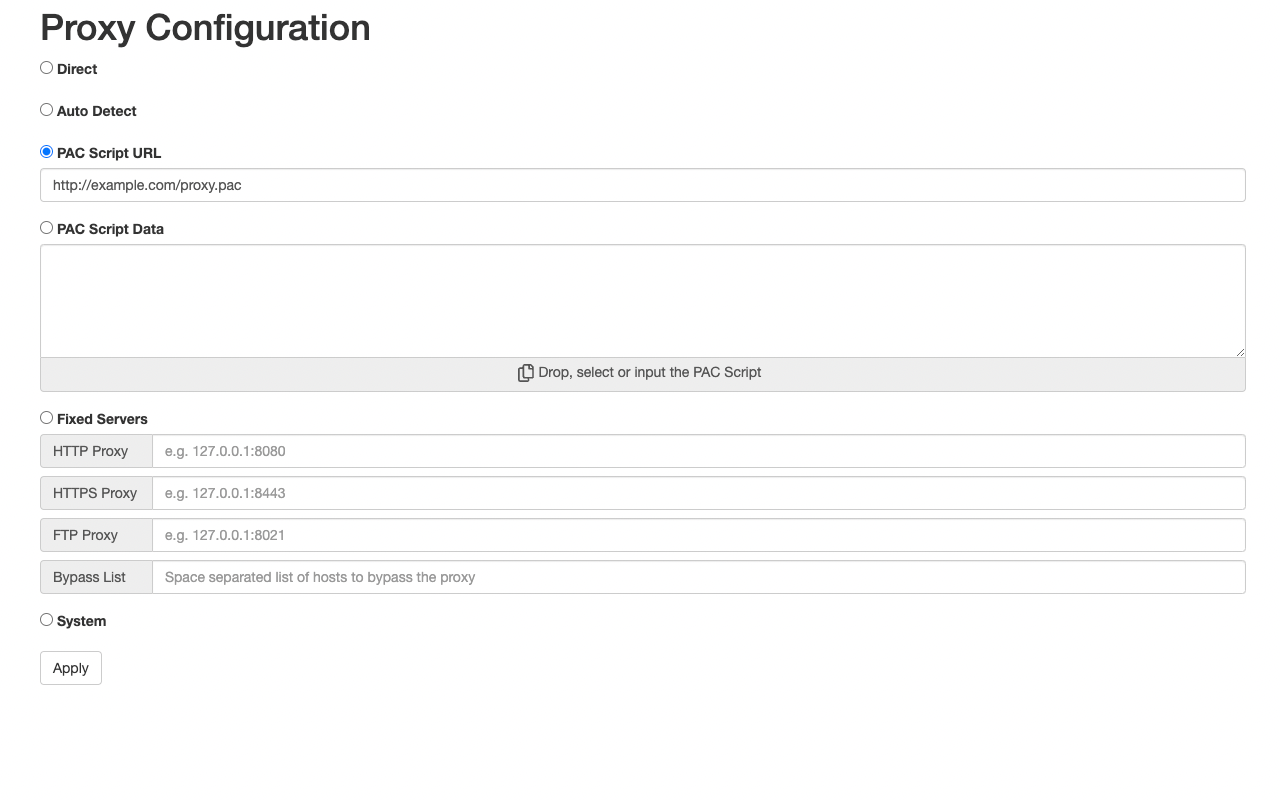 Proxy Configuration
Direct
Auto Detect
PAC Script URL
http://example.com/proxy.pac
PAC Script Data
Drop, select or input the PAC Script
Fixed Servers
HTTP Proxy e.g. 127.0.0.1:8080
HTTPS Proxy e.g. 127.0.0.1:8443
FTP Proxy e.g. 127.0.0.1:8021
Bypass List Space separated list of hosts to bypass the proxy
System
Apply